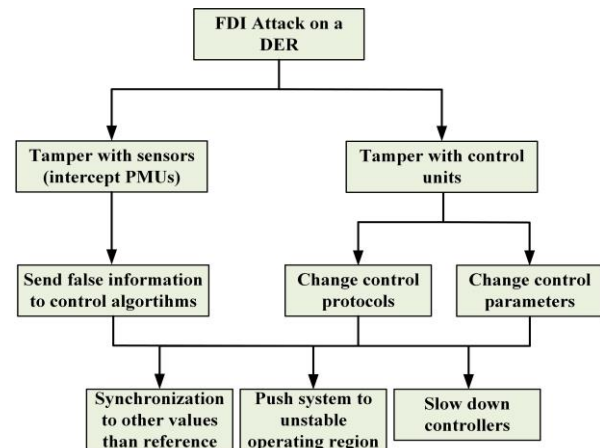 FDI Attack on a
DER
Tamper with sensors
(intercept PMUs)
Tamper with control
units
Send false information
to control algortihms
Change control
protocols
Change control
parameters
Synchronization
to other values
than reference
Push system to
unstable
operating region
Slow down
controllers